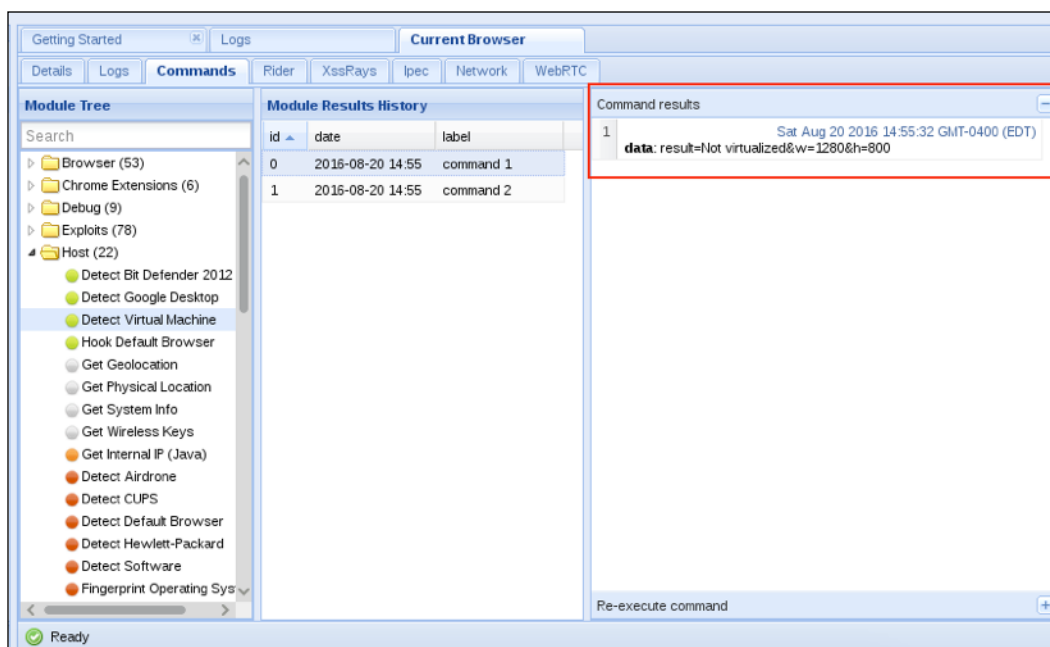 Getting Started Logs Current Browser
Details Logs Commands Rider XssRays Ipec Network WebRTC
Module Tree
Search
Browser (53)
Chrome Extensions (6)
Debug (9)
Exploits (78)
Host (22)
Detect Bit Defender 2012
Detect Google Desktop
Detect Virtual Machine
Hook Default Browser
Get Geolocation
Get Physical Location
Get System Info
Get Wireless Keys
Get Internal IP (Java)
Detect Airdrone
Detect CUPS
Detect Default Browser
Detect Hewlett-Packard
Detect Software
Fingerprint Operating Sys
Module Results History
id date label
0 2016-08-20 14:55 command 1
1 2016-08-20 14:55 command 2
Command results
1 Sat Aug 20 2016 14:55:32 GMT-0400 (EDT)
data: result=Not virtualized&w=1280&h=800
Re-execute command
Ready